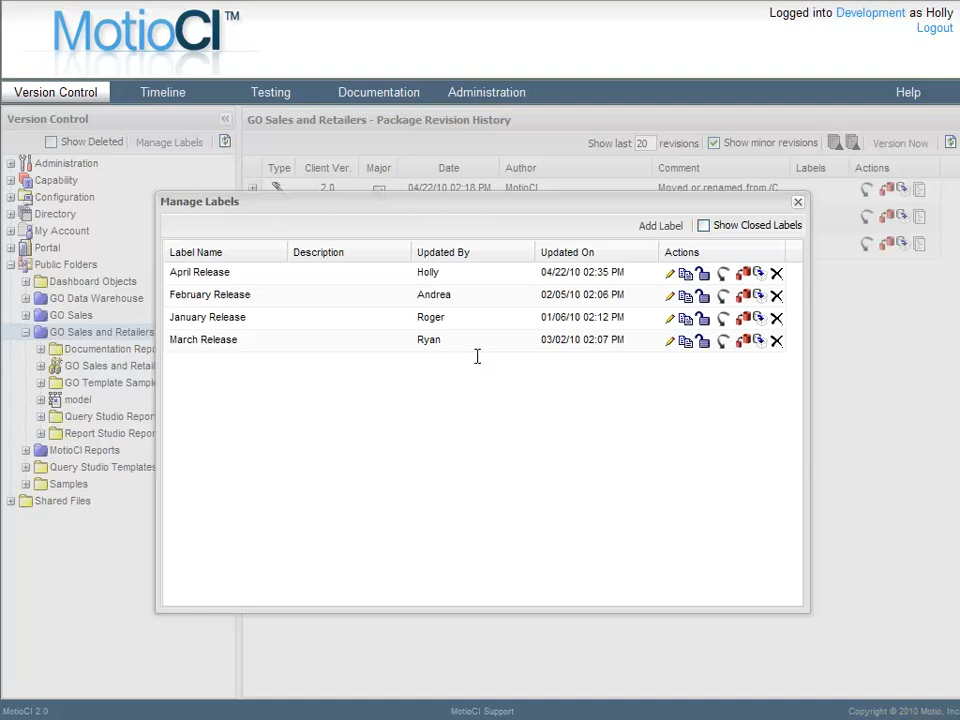 MotioCI™
Logged into Development as Holly
Logout
Version Control Timeline Testing Documentation Administration Help
Version Control «
GO Sales and Retailers - Package Revision History
Show Deleted Manage Labels
Show last 20 revisions Show minor revisions Version Now
Type Client Ver. Major Date Author Comment Labels Actions
2.0 04/22/10 02:18 PM MotioCI Moved or renamed from /C
Administration
Capability
Configuration
Directory
My Account
Portal
Public Folders
Dashboard Objects
GO Data Warehouse
GO Sales
GO Sales and Retailers
Documentation Repo
GO Sales and Retail
GO Template Sampl
model
Query Studio Repor
Report Studio Repor
MotioCI Reports
Query Studio Templates
Samples
Shared Files
Manage Labels
Add Label Show Closed Labels
Label Name Description Updated By Updated On Actions
April Release Holly 04/22/10 02:35 PM
February Release Andrea 02/05/10 02:06 PM
January Release Roger 01/06/10 02:12 PM
March Release Ryan 03/02/10 02:07 PM
MotioCI 2.0
MotioCI Support
Copyright © 2010 Motio, Inc